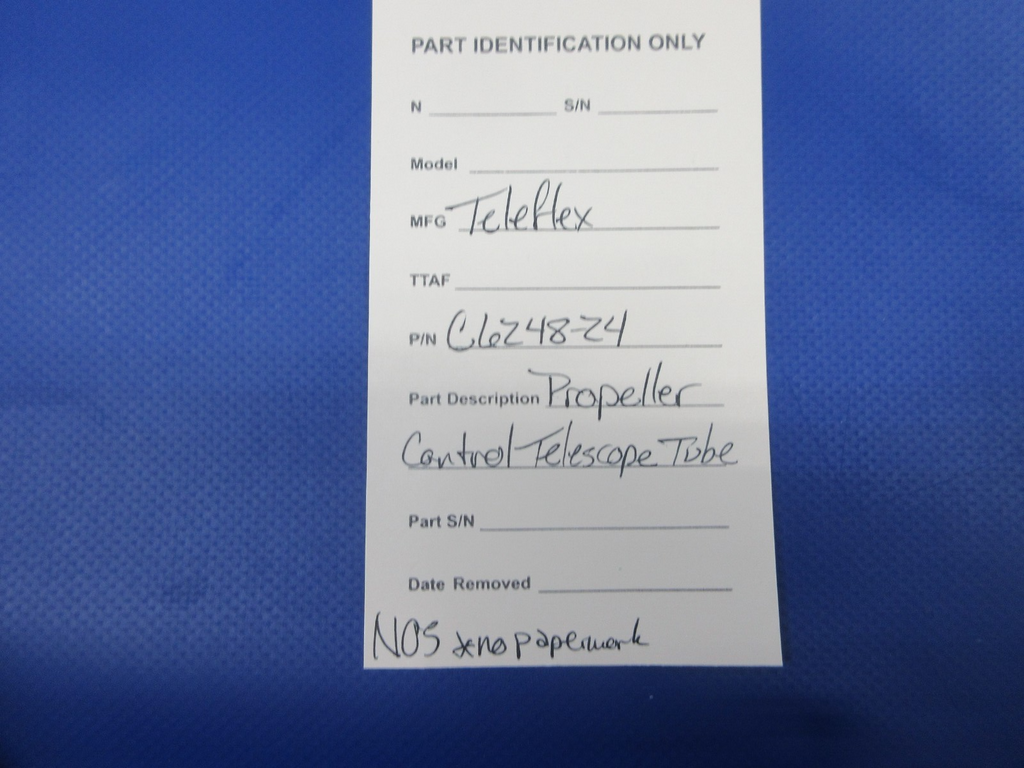 PART IDENTIFICATION ONLY
N S/N
Model
MFG Teleflex
TTAF
P/N C6248-24
Part Description Propeller
Control Telescope Tube
Part S/N
Date Removed
NOS *no paperwork